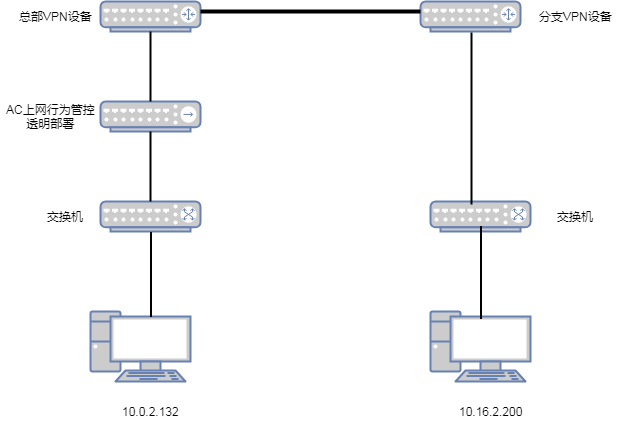 总部VPN设备
分支VPN设备
AC上网行为管控
透明部署
交换机
交换机
10.0.2.132
10.16.2.200